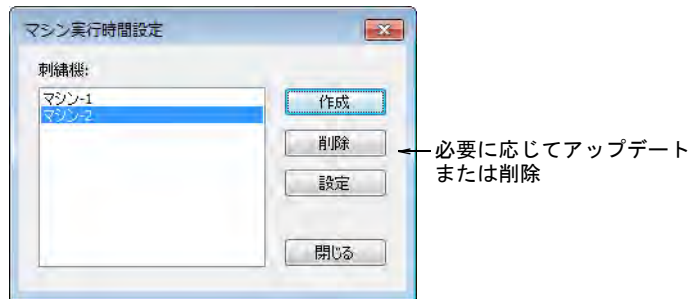 マシン実行時間設定
刺繍機:
マシン-1
マシン-2
作成
削除
設定
閉じる
必要に応じてアップデート
または削除